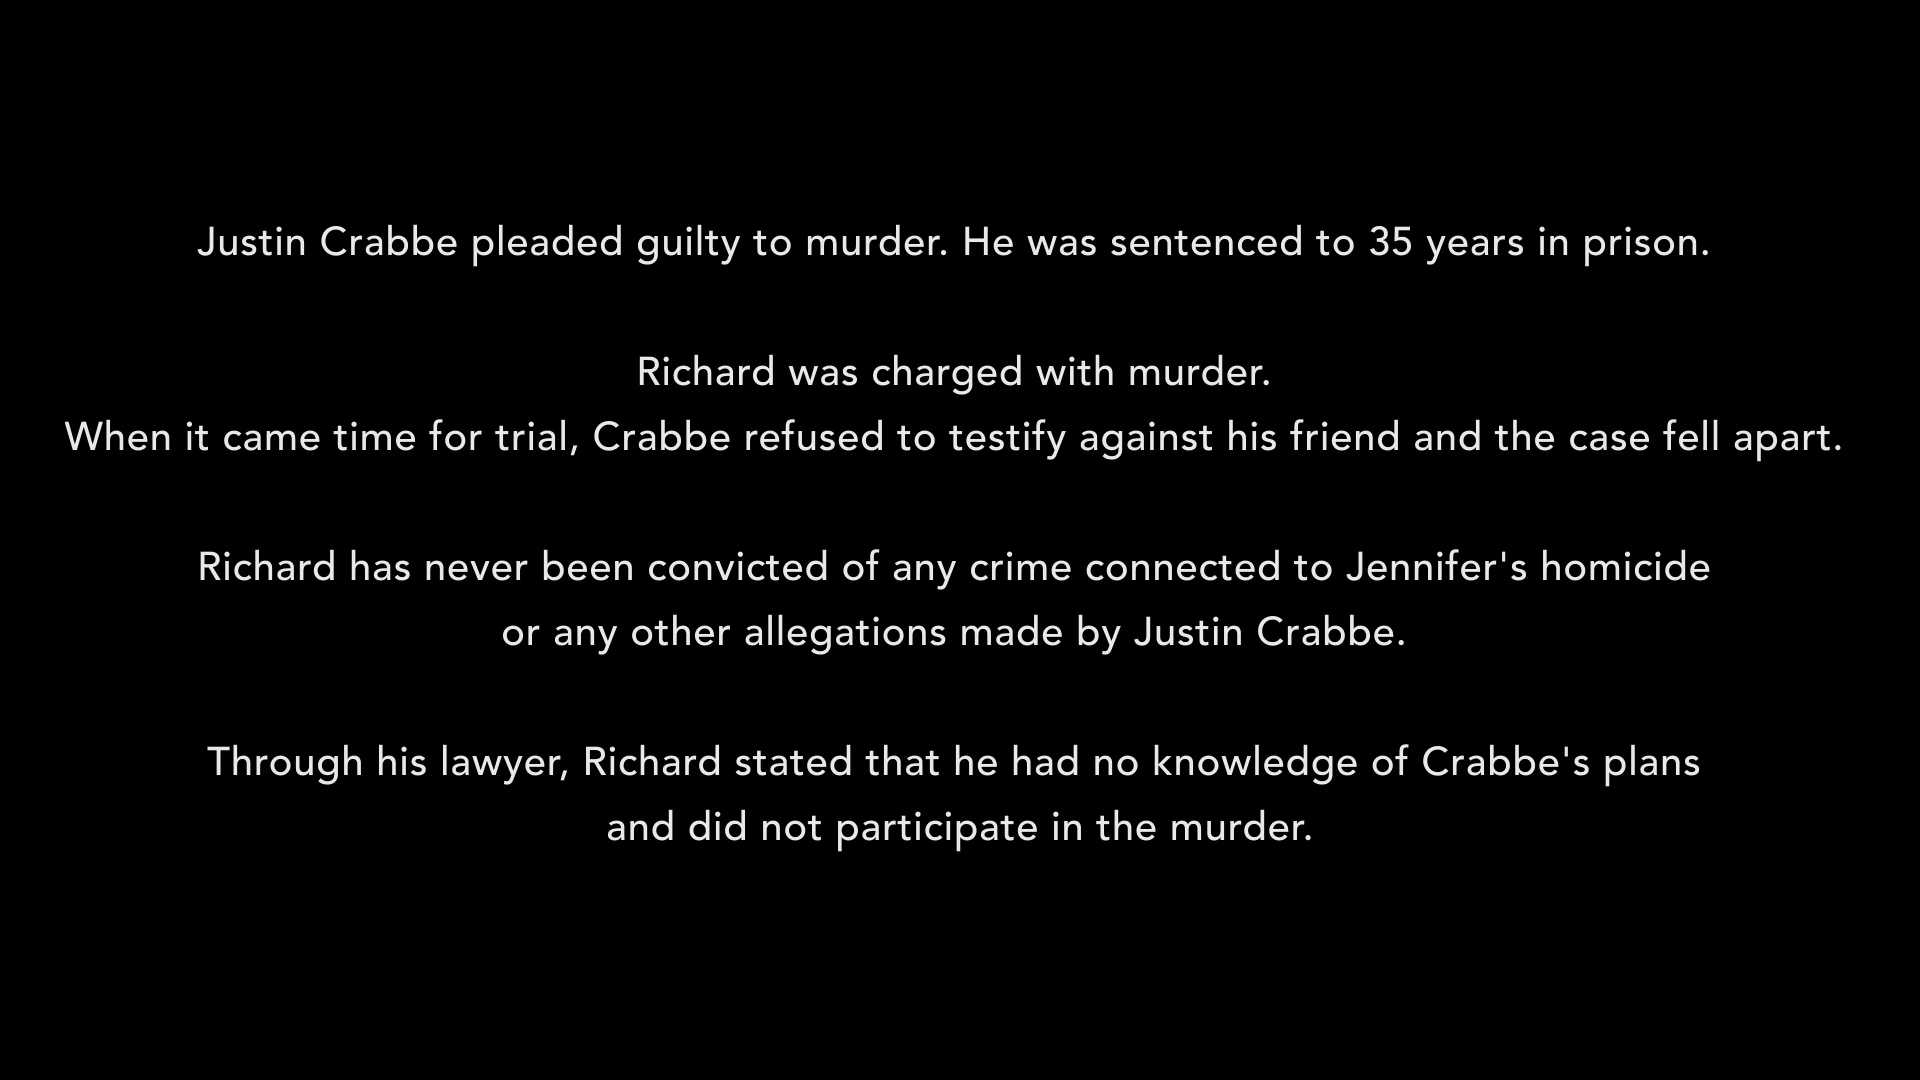 Justin Crabbe pleaded guilty to murder. He was sentenced to 35 years in prison.
Richard was charged with murder.
When it came time for trial, Crabbe refused to testify against his friend and the case fell apart.
Richard has never been convicted of any crime connected to Jennifer's homicide
or any other allegations made by Justin Crabbe.
Through his lawyer, Richard stated that he had no knowledge of Crabbe's plans
and did not participate in the murder.